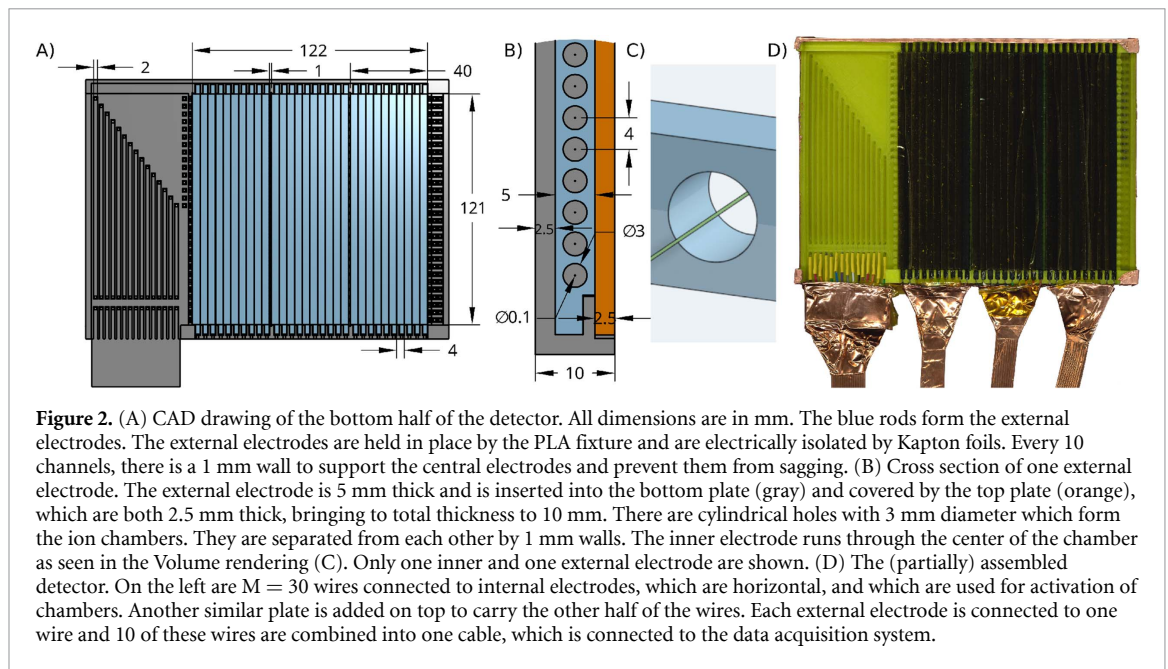 A)
122
B)
C)
D)
2
1
40
4
5
121
2.5
Ø3
Ø0.1
2.5
4
10
Figure 2. (A) CAD drawing of the bottom half of the detector. All dimensions are in mm. The blue rods form the external
electrodes. The external electrodes are held in place by the PLA fixture and are electrically isolated by Kapton foils. Every 10
channels, there is a 1 mm wall to support the central electrodes and prevent them from sagging. (B) Cross section of one external
electrode. The external electrode is 5 mm thick and is inserted into the bottom plate (gray) and covered by the top plate (orange),
which are both 2.5 mm thick, bringing to total thickness to 10 mm. There are cylindrical holes with 3 mm diameter which form
the ion chambers. They are separated from each other by 1 mm walls. The inner electrode runs through the center of the chamber
as seen in the Volume rendering (C). Only one inner and one external electrode are shown. (D) The (partially) assembled
detector. On the left are M = 30 wires connected to internal electrodes, which are horizontal, and which are used for activation of
chambers. Another similar plate is added on top to carry the other half of the wires. Each external electrode is connected to one
wire and 10 of these wires are combined into one cable, which is connected to the data acquisition system.